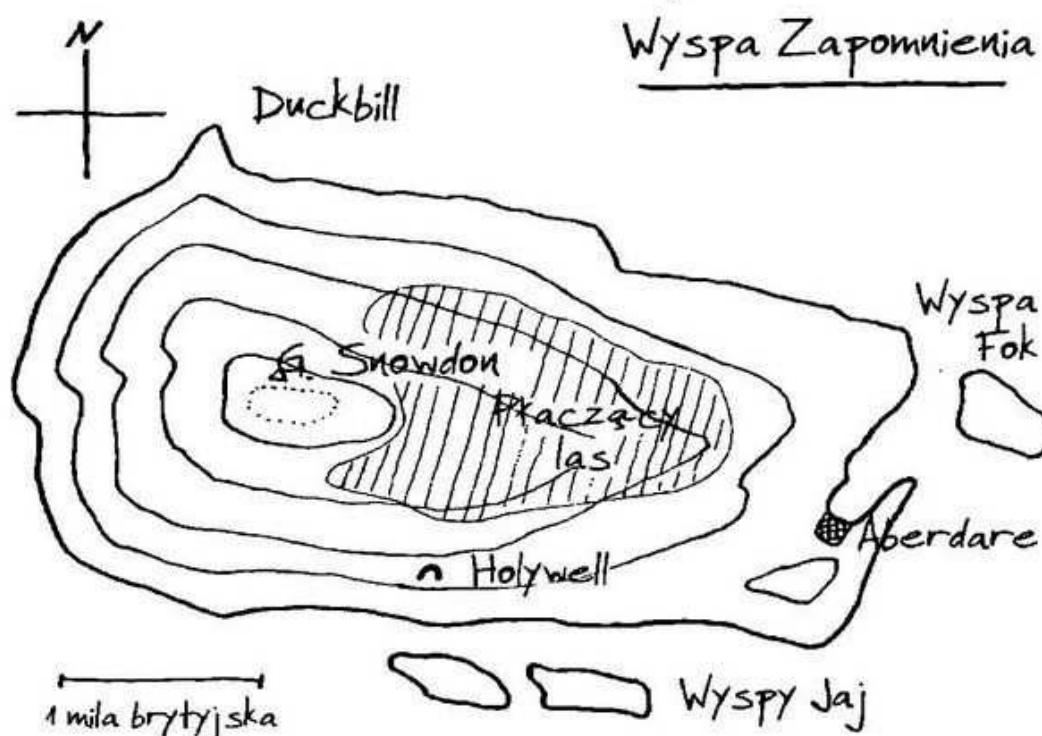 N
Wyspa Zapomnienia
Duckbill
Wyspa
Fok
G. Snowdon
Płaczący
las
Aberdare
Holywell
Wyspy Jaj
1 mila brytyjska